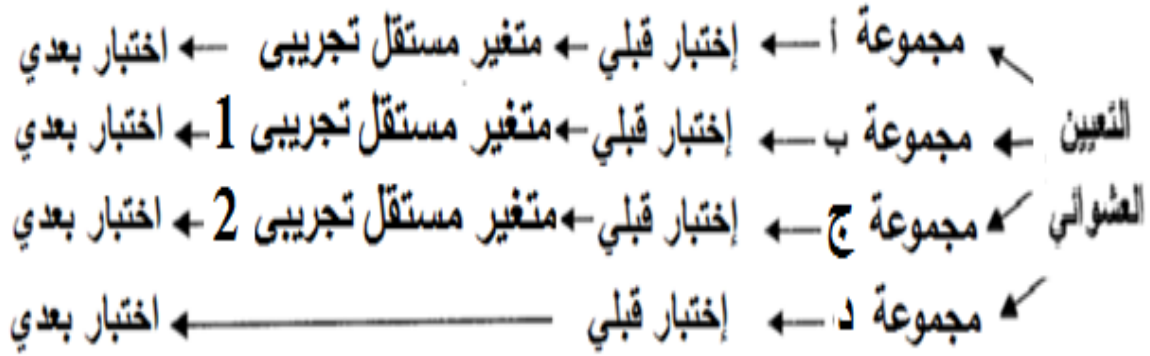 مجموعة أ ← إختبار قبلي ← متغير مستقل تجريبى ← اختبار بعدي
التعيين
مجموعة ب ← إختبار قبلي ← متغير مستقل تجريبى 1 ← اختبار بعدي
العشوائي
مجموعة ج ← إختبار قبلي ← متغير مستقل تجريبى 2 ← اختبار بعدي
مجموعة د ← إختبار قبلي ← اختبار بعدي